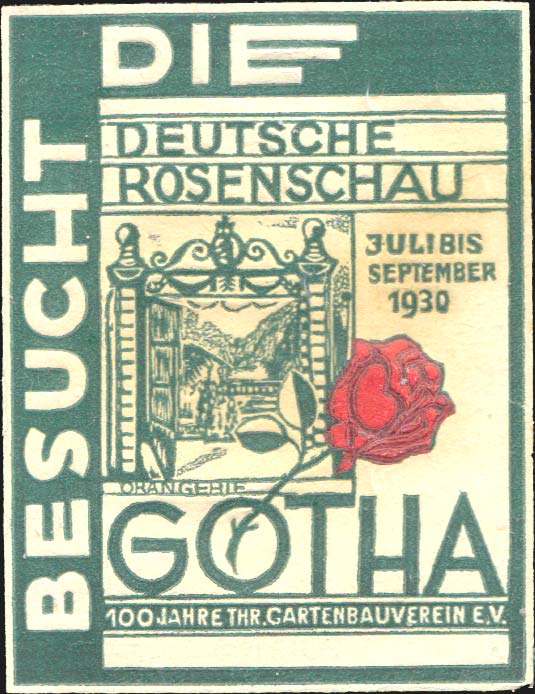 BESUCHT
DIE
DEUTSCHE
ROSENSCHAU
JULI BIS
SEPTEMBER
1930
ORANGERIE
GOTHA
100 JAHRE THR. GARTENBAUVEREIN E.V.